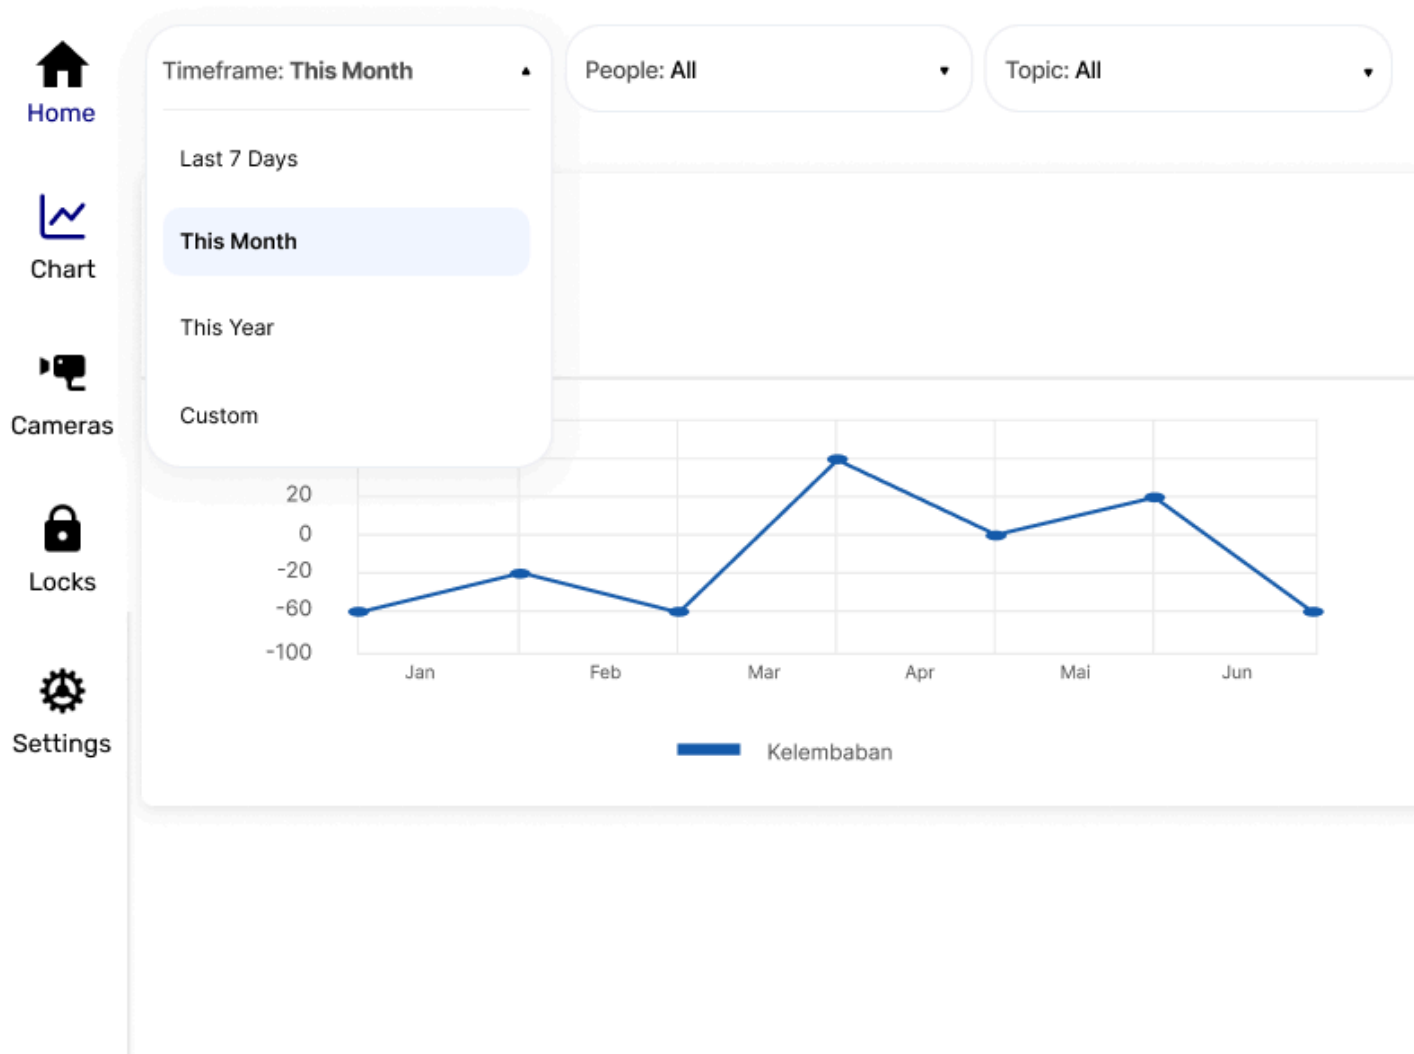 Home
Chart
Cameras
Locks
Settings
Timeframe: This Month
Last 7 Days
This Month
This Year
Custom
People: All
Topic: All
20
0
-20
-60
-100
Jan Feb Mar Apr Mai Jun
Kelembaban